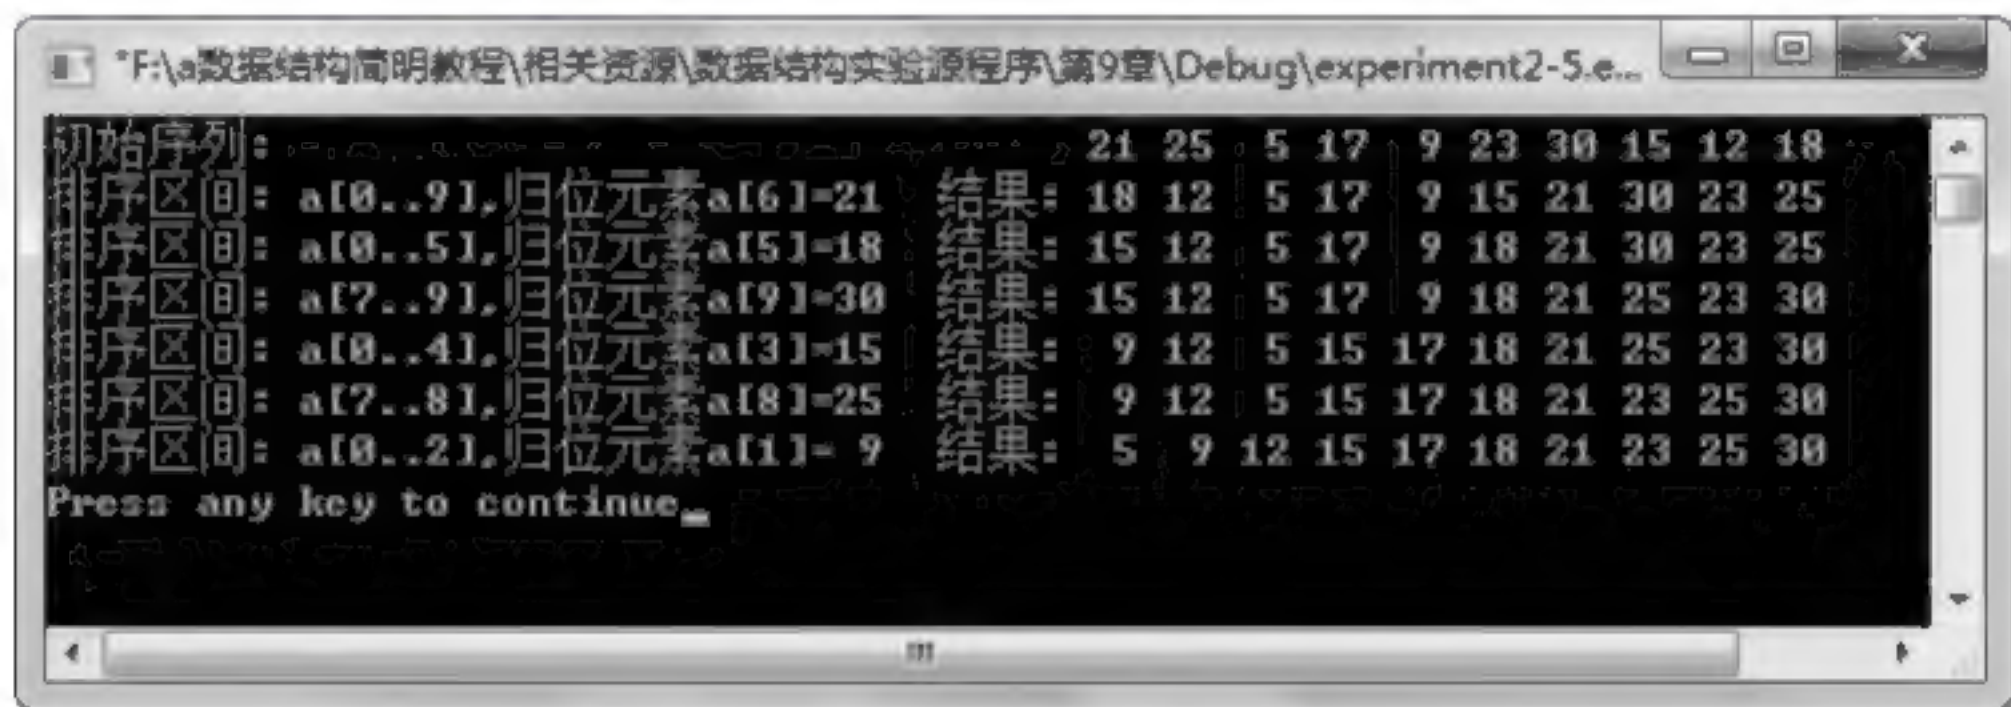 *F:\a数据结构简明教程\相关资源\数据结构实验源程序\第9章\Debug\experiment2-5.e...
初始序列: 21 25 5 17 9 23 30 15 12 18
排序区间: a[0..9],归位元素a[6]=21 结果: 18 12 5 17 9 15 21 30 23 25
排序区间: a[0..5],归位元素a[5]=18 结果: 15 12 5 17 9 18 21 30 23 25
排序区间: a[7..9],归位元素a[9]=30 结果: 15 12 5 17 9 18 21 25 23 30
排序区间: a[0..4],归位元素a[3]=15 结果: 9 12 5 15 17 18 21 25 23 30
排序区间: a[7..8],归位元素a[8]=25 结果: 9 12 5 15 17 18 21 23 25 30
排序区间: a[0..2],归位元素a[1]= 9 结果: 5 9 12 15 17 18 21 23 25 30
Press any key to continue_